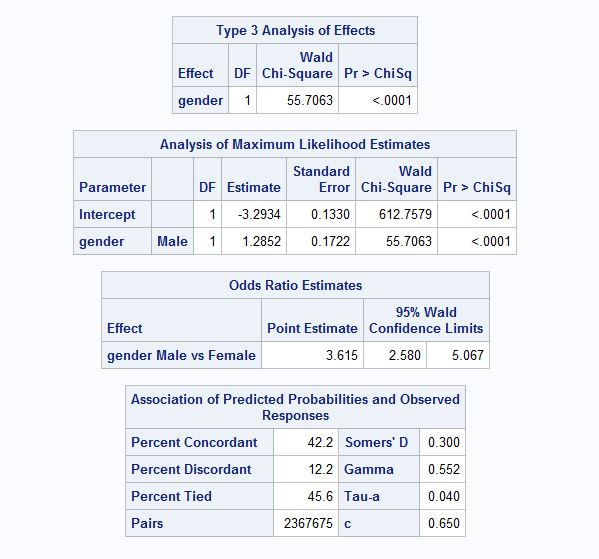 Type 3 Analysis of Effects
Wald
Effect DF Chi-Square Pr > ChiSq
gender 1 55.7063 <.0001
Analysis of Maximum Likelihood Estimates
Standard Wald
Parameter DF Estimate Error Chi-Square Pr > ChiSq
Intercept 1 -3.2934 0.1330 612.7579 <.0001
gender Male 1 1.2852 0.1722 55.7063 <.0001
Odds Ratio Estimates
95% Wald
Effect Point Estimate Confidence Limits
gender Male vs Female 3.615 2.580 5.067
Association of Predicted Probabilities and Observed
Responses
Percent Concordant 42.2 Somers' D 0.300
Percent Discordant 12.2 Gamma 0.552
Percent Tied 45.6 Tau-a 0.040
Pairs 2367675 c 0.650